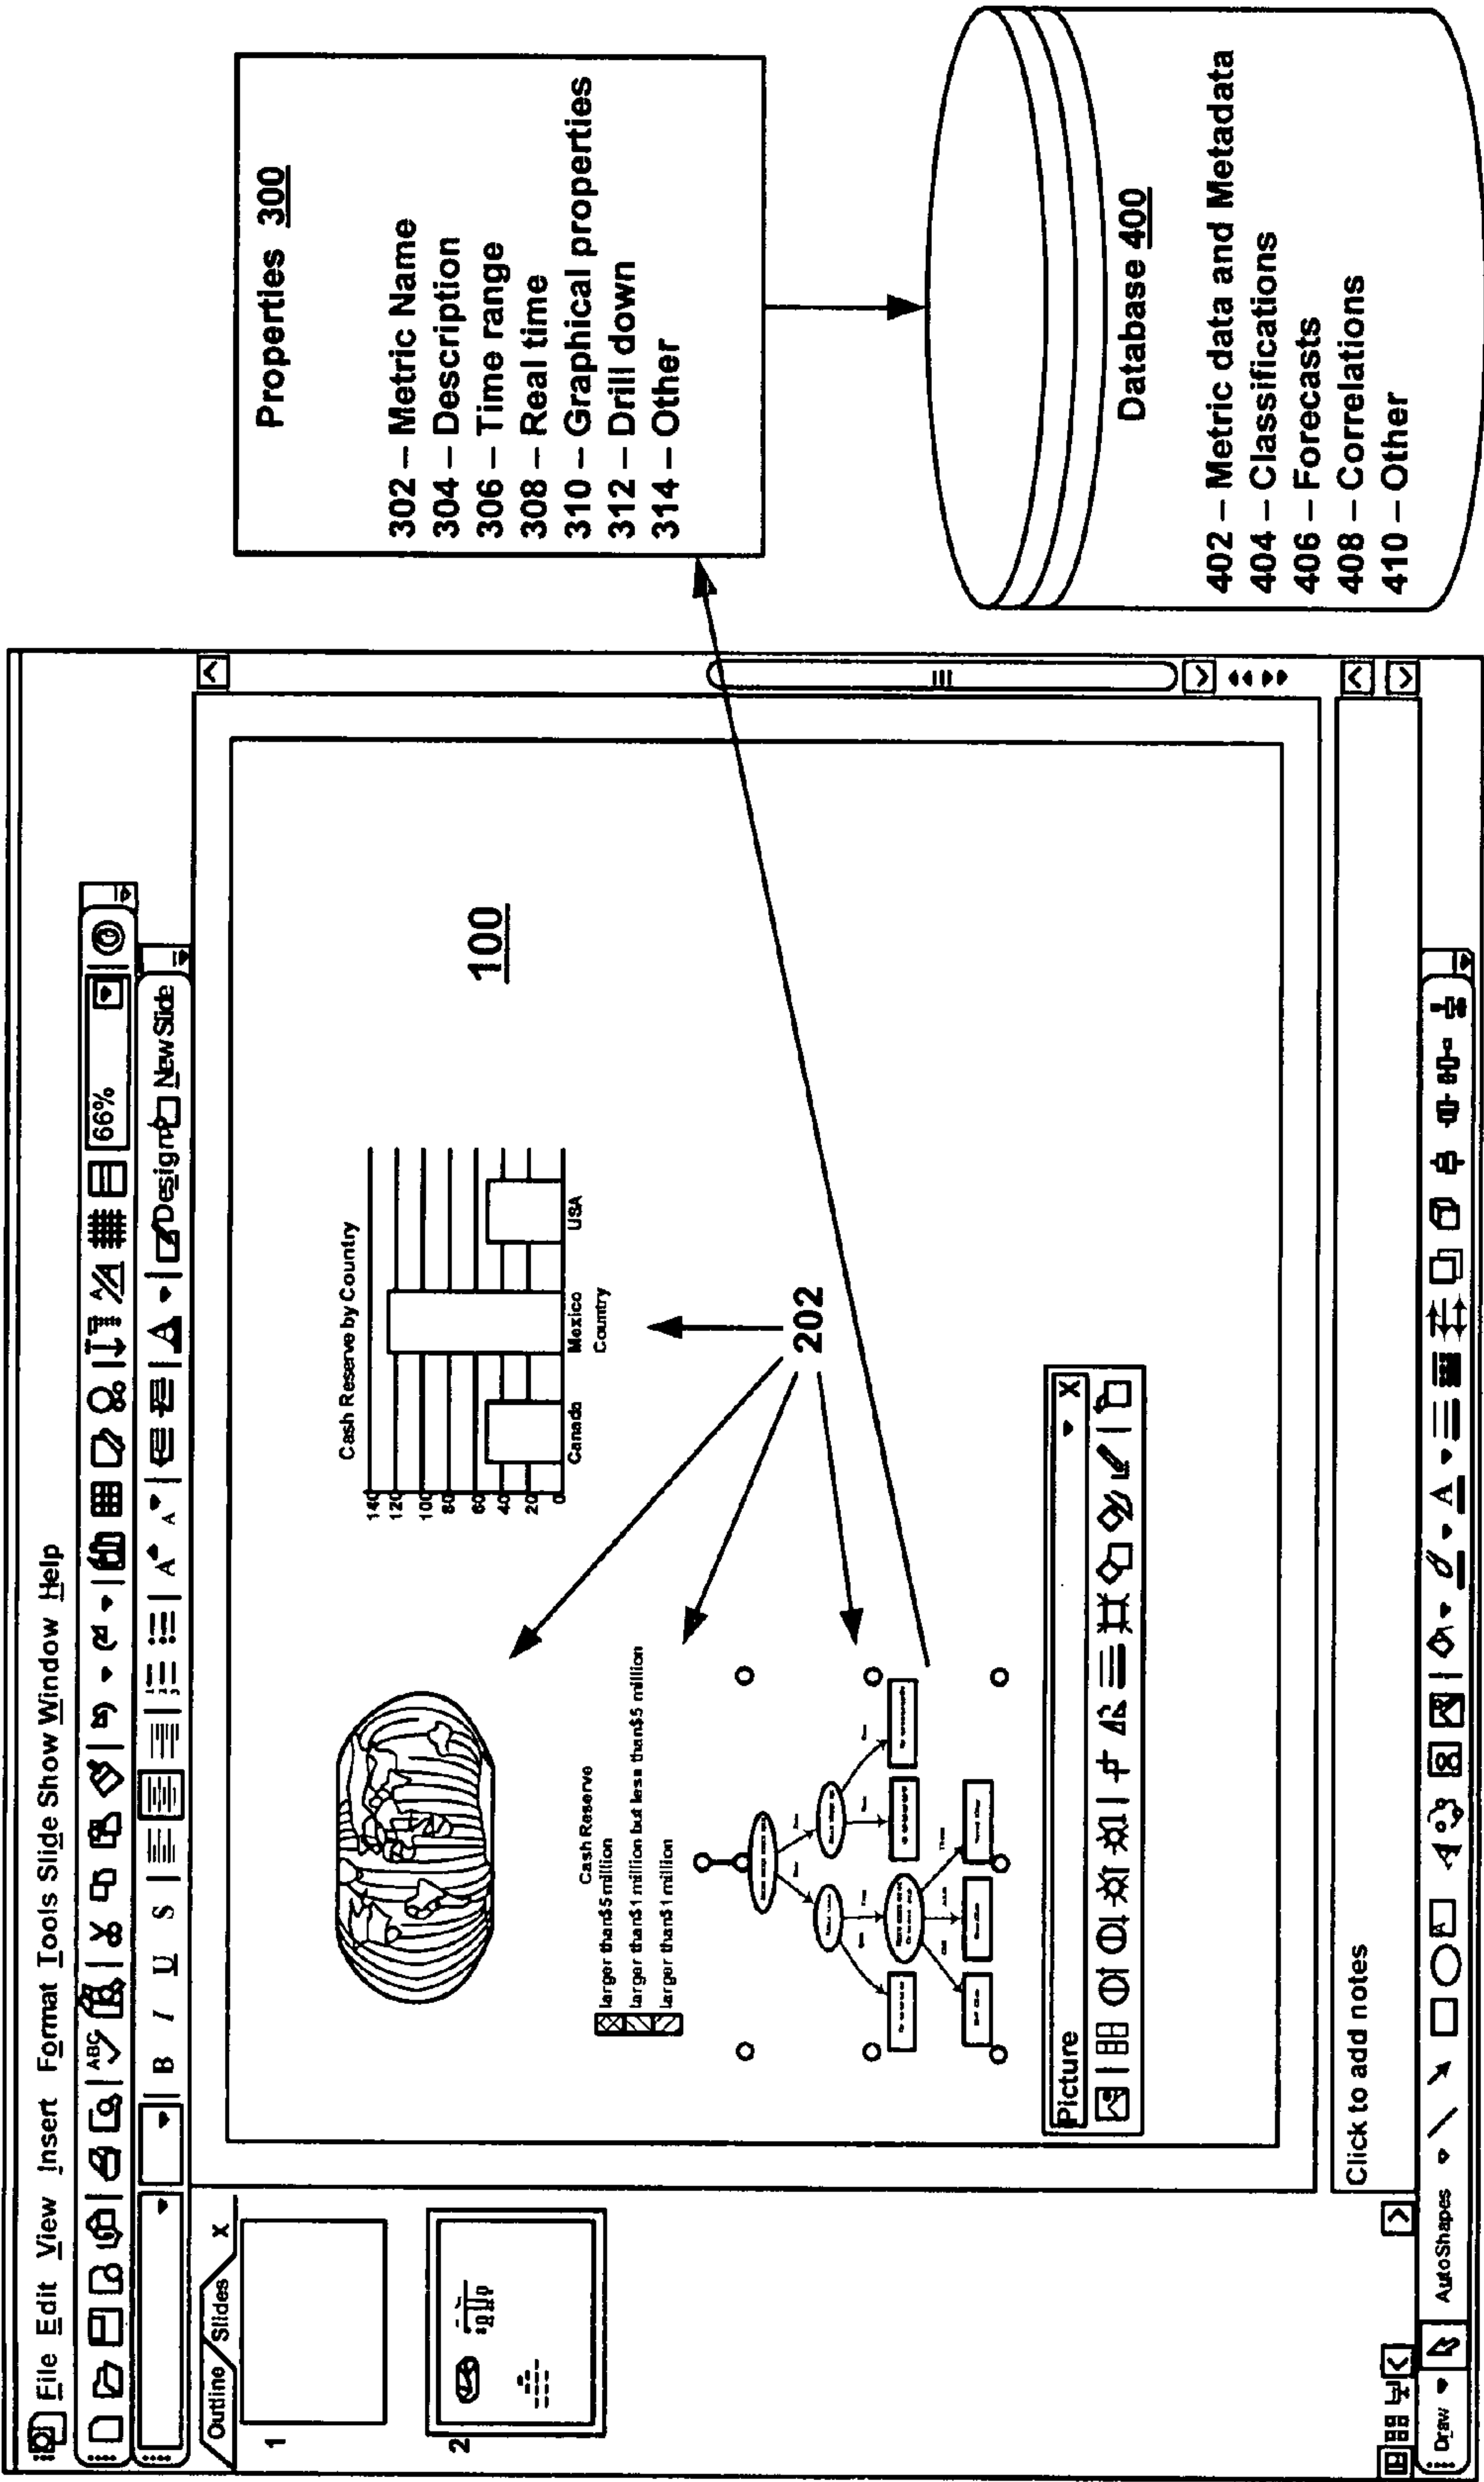 File Edit View Insert Format Tools Slide Show Window Help
ABC
66%
B I U S
A A
A
Design New Slide
Outline Slides X
1
2
Cash Reserve by Country
140
120
100
80
60
40
20
0
Canada Mexico USA
Country
100
Cash Reserve
larger than $5 million
larger than $1 million but less than $5 million
larger than $1 million
202
Picture X
Click to add notes
Draw AutoShapes
A
A
Properties 300
302 – Metric Name
304 – Description
306 – Time range
308 – Real time
310 – Graphical properties
312 – Drill down
314 – Other
Database 400
402 – Metric data and Metadata
404 – Classifications
406 – Forecasts
408 – Correlations
410 – Other